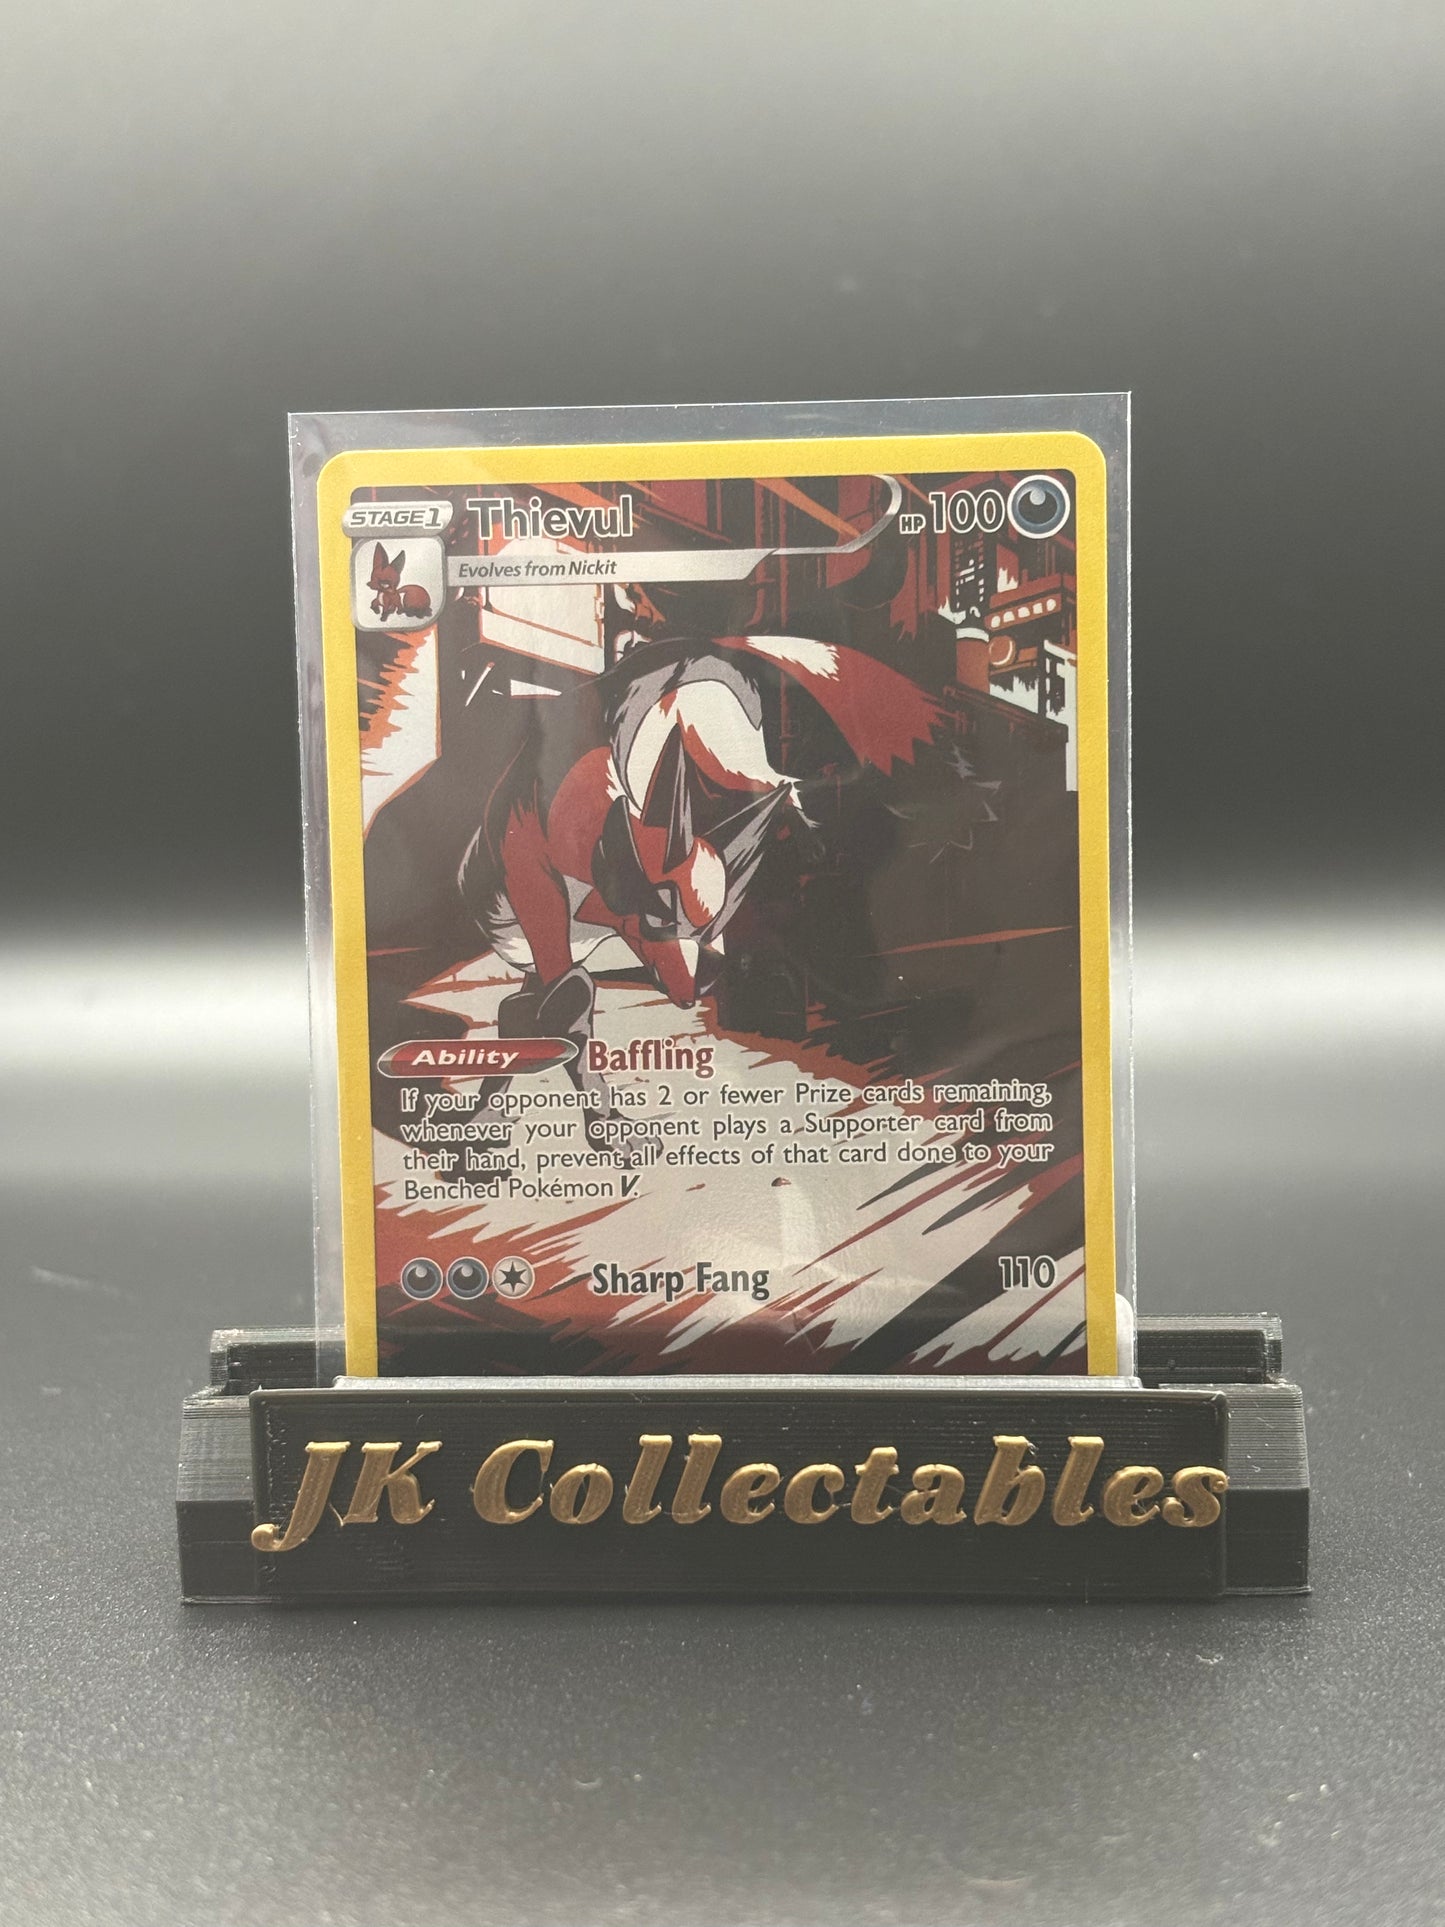 STAGE1 Thievul HP 100
Evolves from Nickit
Ability Baffling
If your opponent has 2 or fewer Prize cards remaining,
whenever your opponent plays a Supporter card from
their hand, prevent all effects of that card done to your
Benched Pokémon V.
Sharp Fang 110
JK Collectables